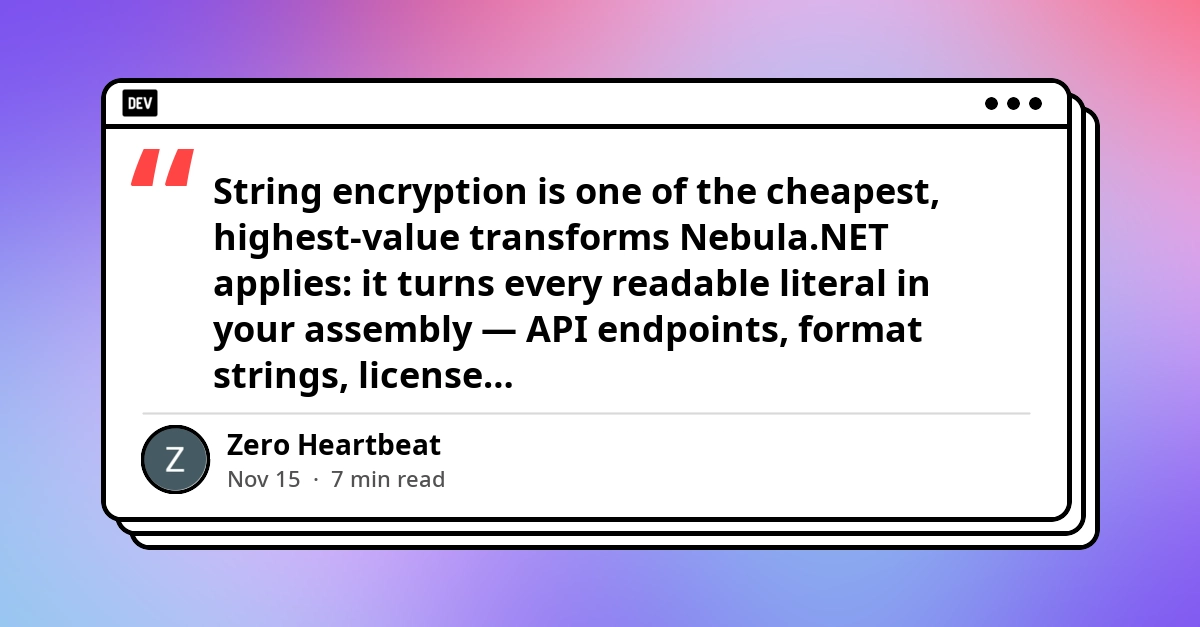 DEV
“
String encryption is one of the cheapest,
highest-value transforms Nebula.NET
applies: it turns every readable literal in
your assembly — API endpoints, format
strings, license...
Z
Zero Heartbeat
Nov 15 · 7 min read